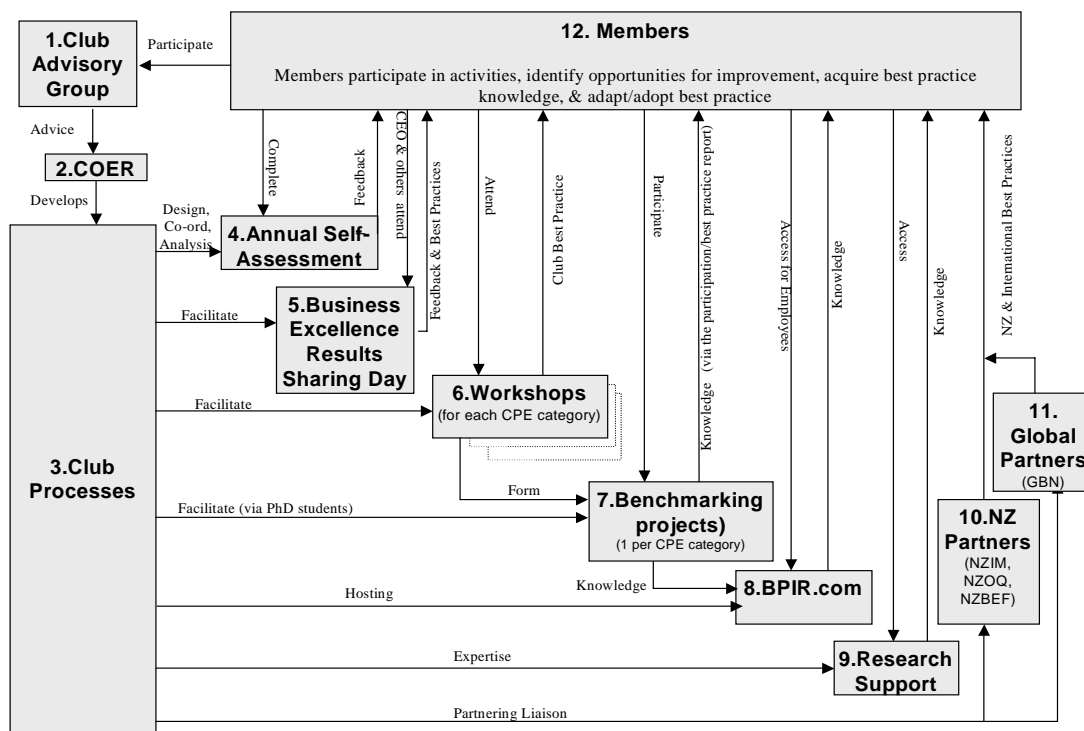 12. Members
Members participate in activities, identify opportunities for improvement, acquire best practice
knowledge, & adapt/adopt best practice
1.Club
Advisory
Group
Participate
Advice
2.COER
Develops
3.Club
Processes
Design,
Co-ord,
Analysis
Complete
Feedback
4.Annual Self-
Assessment
CEO & others attend
Feedback & Best Practices
Facilitate
5.Business
Excellence
Results
Sharing Day
Attend
Club Best Practice
Facilitate
6.Workshops
(for each CPE category)
Form
Participate
Knowledge (via the participation/best practice report)
Facilitate (via PhD students)
7.Benchmarking
projects)
(1 per CPE category)
Knowledge
Access for Employees
Knowledge
Hosting
8.BPIR.com
Access
Knowledge
Expertise
9.Research
Support
NZ & International Best Practices
10.NZ
Partners
(NZIM,
NZOQ,
NZBEF)
11.
Global
Partners
(GBN)
Partnering Liaison